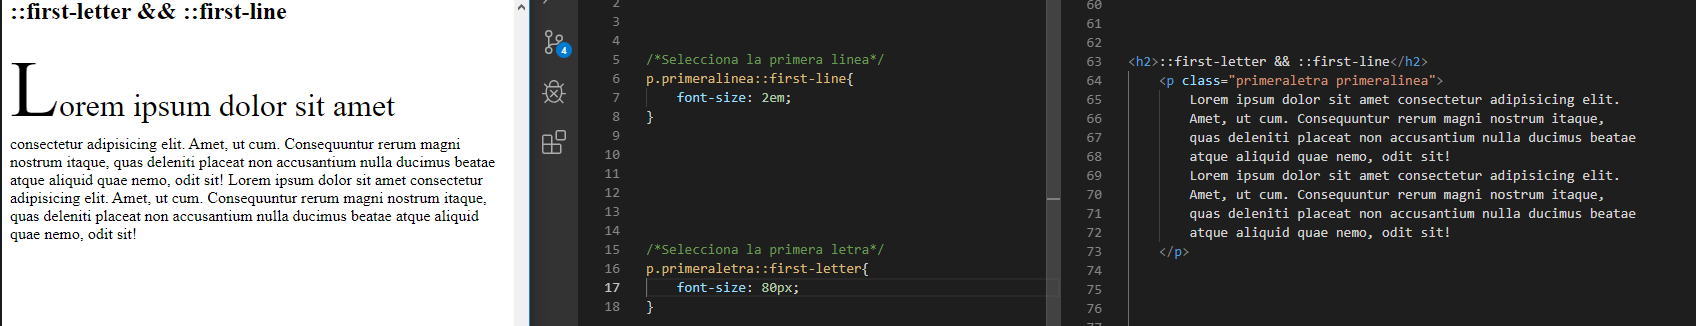 ::first-letter && ::first-line
Lorem ipsum dolor sit amet
consectetur adipisicing elit. Amet, ut cum. Consequuntur rerum magni
nostrum itaque, quas deleniti placeat non accusantium nulla ducimus beatae
atque aliquid quae nemo, odit sit! Lorem ipsum dolor sit amet consectetur
adipisicing elit. Amet, ut cum. Consequuntur rerum magni nostrum itaque,
quas deleniti placeat non accusantium nulla ducimus beatae atque aliquid
quae nemo, odit sit!
4
2
3
4
5 /*Selecciona la primera linea*/
6 p.primeralinea::first-line{
7 font-size: 2em;
8 }
9
10
11
12
13
14
15 /*Selecciona la primera letra*/
16 p.primeraletra::first-letter{
17 font-size: 80px;
18 }
60
61
62
63 <h2>::first-letter && ::first-line</h2>
64 <p class="primeraletra primeralinea">
65 Lorem ipsum dolor sit amet consectetur adipisicing elit.
66 Amet, ut cum. Consequuntur rerum magni nostrum itaque,
67 quas deleniti placeat non accusantium nulla ducimus beatae
68 atque aliquid quae nemo, odit sit!
69 Lorem ipsum dolor sit amet consectetur adipisicing elit.
70 Amet, ut cum. Consequuntur rerum magni nostrum itaque,
71 quas deleniti placeat non accusantium nulla ducimus beatae
72 atque aliquid quae nemo, odit sit!
73 </p>
74
75
76